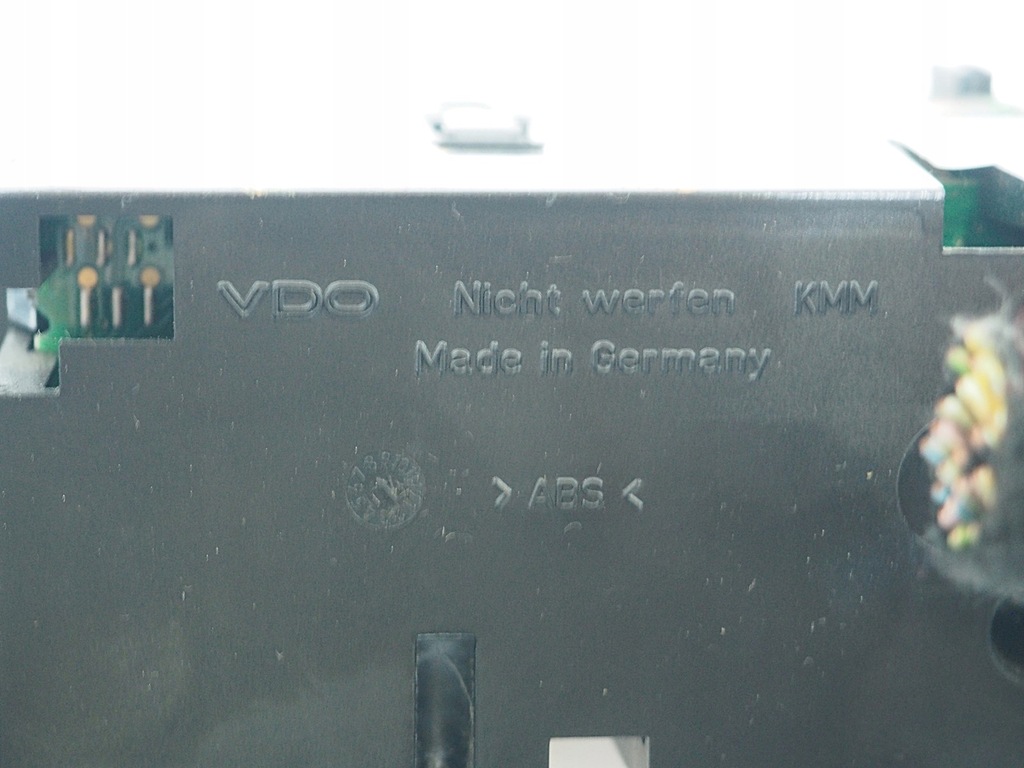 VDO Nicht werfen KMM
Made in Germany
> ABS <